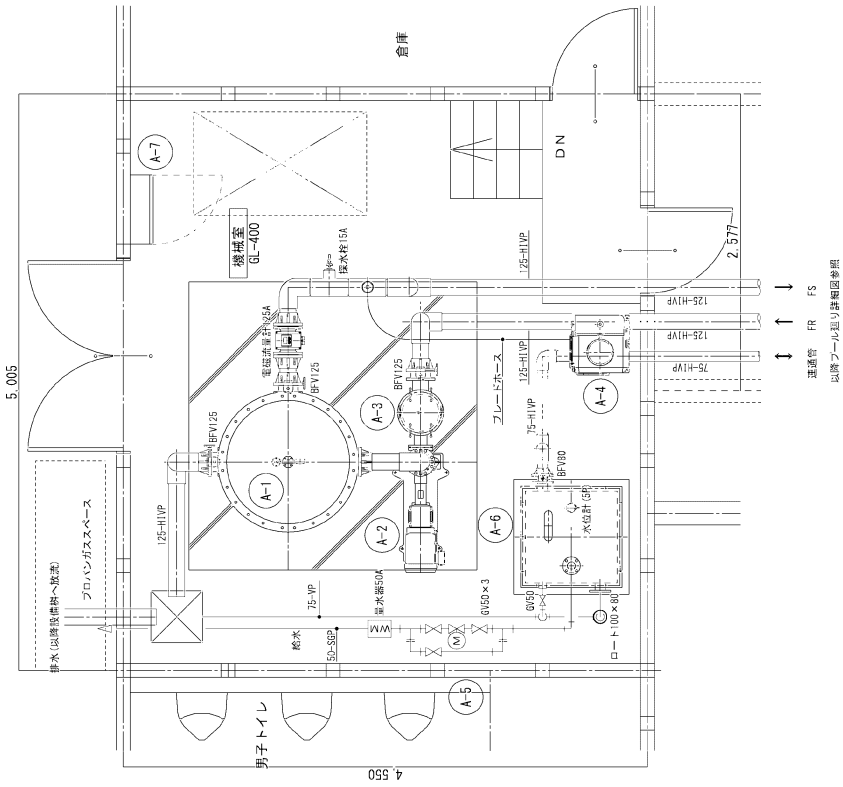 倉庫
A-7
DN
機械室
GL-400
採水栓15A
125-HIVP
2.577
5.005
電磁流量計125A
BFV125
BFV125
BFV125
A-3
A-1
A-2
125-HIVP
FS
125-HIVP
FR
125-HIVP
75-HIVP
連通管
以降プール廻り詳細図参照
A-4
ブレードホース
75-HIVP
BFV80
A-6
水位計(5P)
プロパンガススペース
排水(以降設備桝へ放流)
125-HIVP
75-VP
量水器50A
GV50×3
GV50
ロート100×80
給水
50-SGP
WM
M
A-5
男子トイレ
4.550